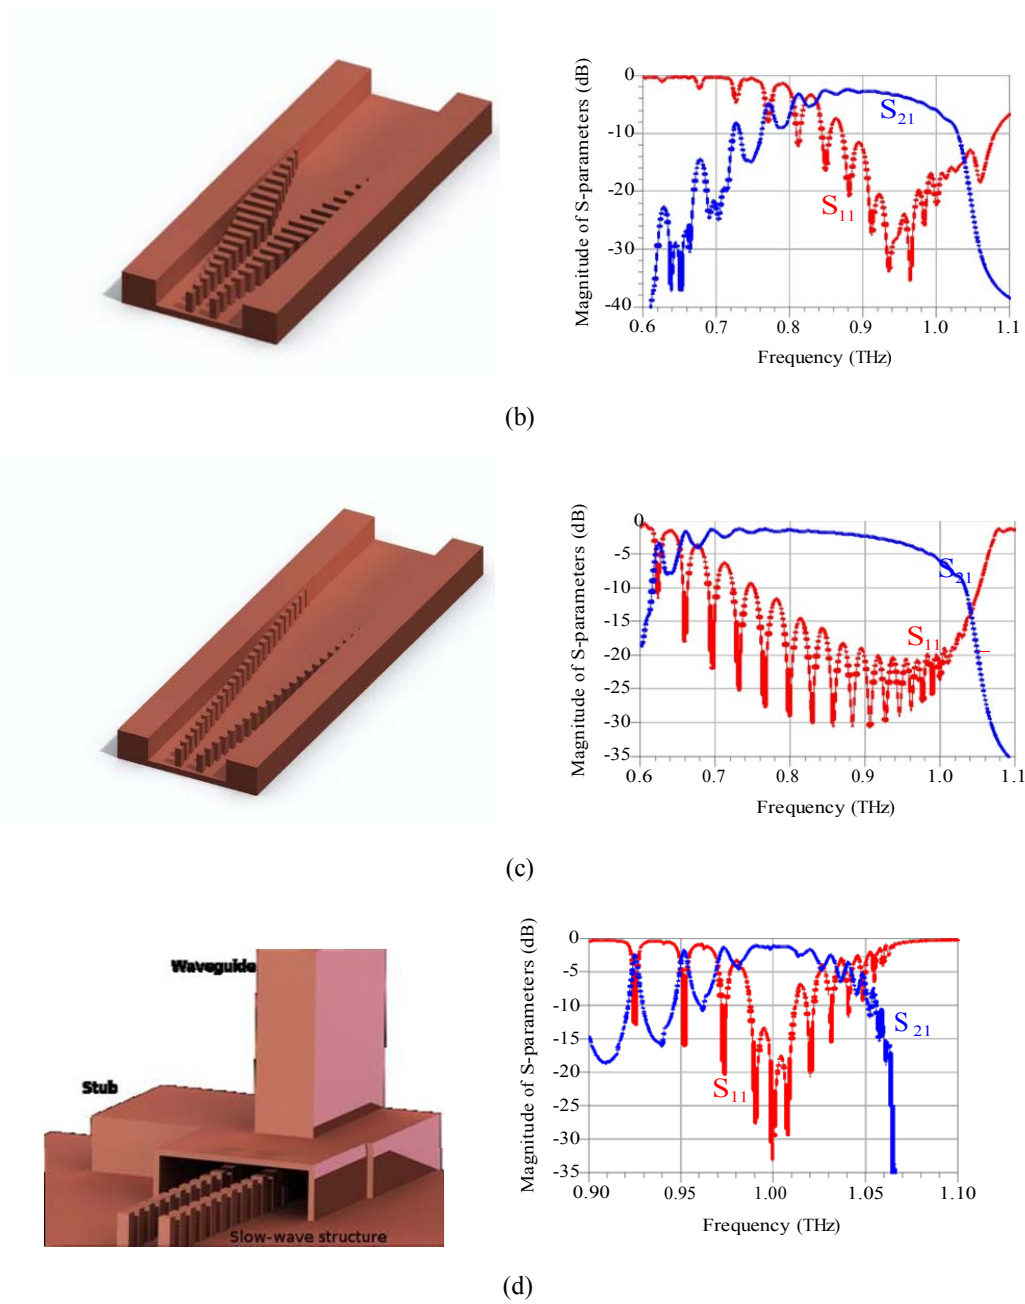 Magnitude of S-parameters (dB)
0
-10
-20
-30
-40
S21
S11
0.6 0.7 0.8 0.9 1.0 1.1
Frequency (THz)
(b)
Magnitude of S-parameters (dB)
0
-5
-10
-15
-20
-25
-30
-35
S21
S11
0.6 0.7 0.8 0.9 1.0 1.1
Frequency (THz)
(c)
Waveguide
Stub
Slow-wave structure
Magnitude of S-parameters (dB)
0
-5
-10
-15
-20
-25
-30
-35
S21
S11
0.90 0.95 1.00 1.05 1.10
Frequency (THz)
(d)